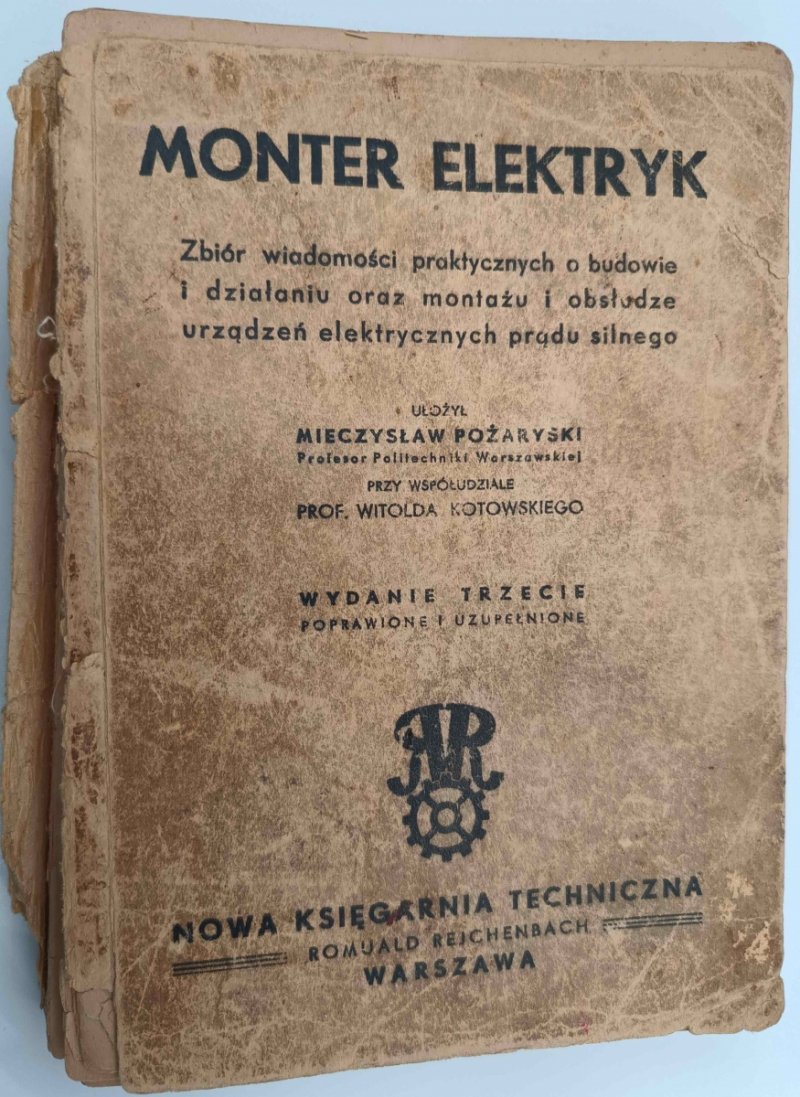 MONTER ELEKTRYK
Zbiór wiadomości praktycznych o budowie
i działaniu oraz montażu i obsłudze
urządzeń elektrycznych prądu silnego
UŁOŻYŁ
MIECZYSŁAW POŻARYSKI
Profesor Politechniki Warszawskiej
PRZY WSPÓŁUDZIALE
PROF. WITOLDA KOTOWSKIEGO
WYDANIE TRZECIE
POPRAWIONE I UZUPEŁNIONE
NOWA KSIĘGARNIA TECHNICZNA
ROMUALD REJCHENBACH
WARSZAWA